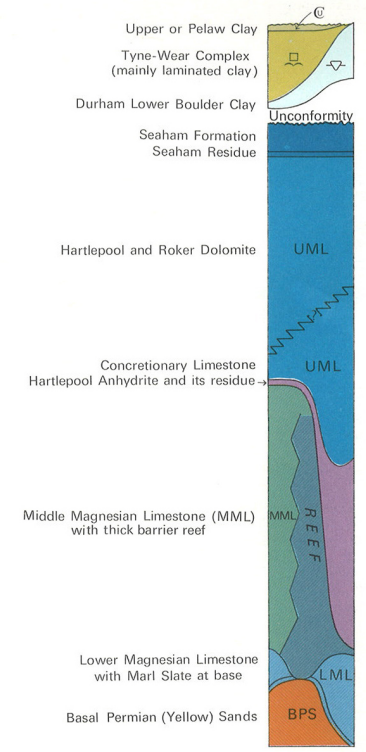 Upper or Pelaw Clay
Tyne-Wear Complex
(mainly laminated clay)
Durham Lower Boulder Clay
Unconformity
Seaham Formation
Seaham Residue
Hartlepool and Roker Dolomite
UML
UML
Concretionary Limestone
Hartlepool Anhydrite and its residue
Middle Magnesian Limestone (MML)
with thick barrier reef
MML
REEF
Lower Magnesian Limestone
with Marl Slate at base
LML
Basal Permian (Yellow) Sands
BPS